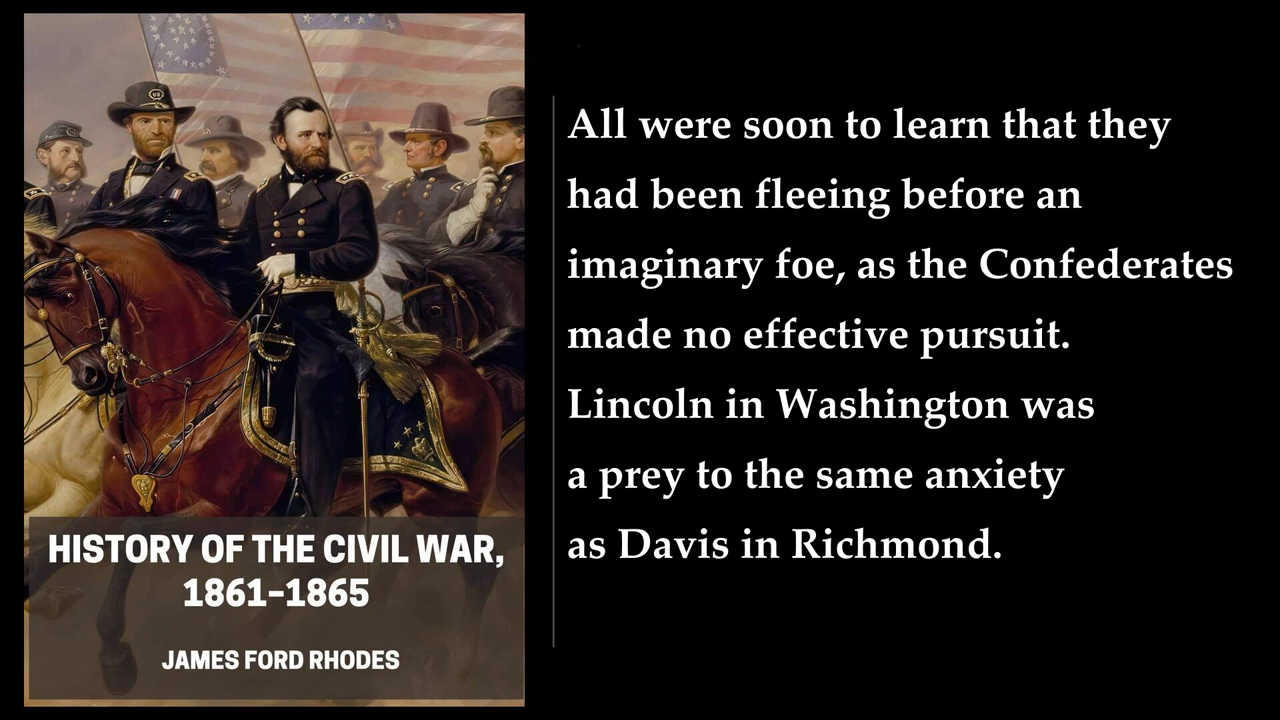 HISTORY OF THE CIVIL WAR,
1861–1865
JAMES FORD RHODES
All were soon to learn that they
had been fleeing before an
imaginary foe, as the Confederates
made no effective pursuit.
Lincoln in Washington was
a prey to the same anxiety
as Davis in Richmond.